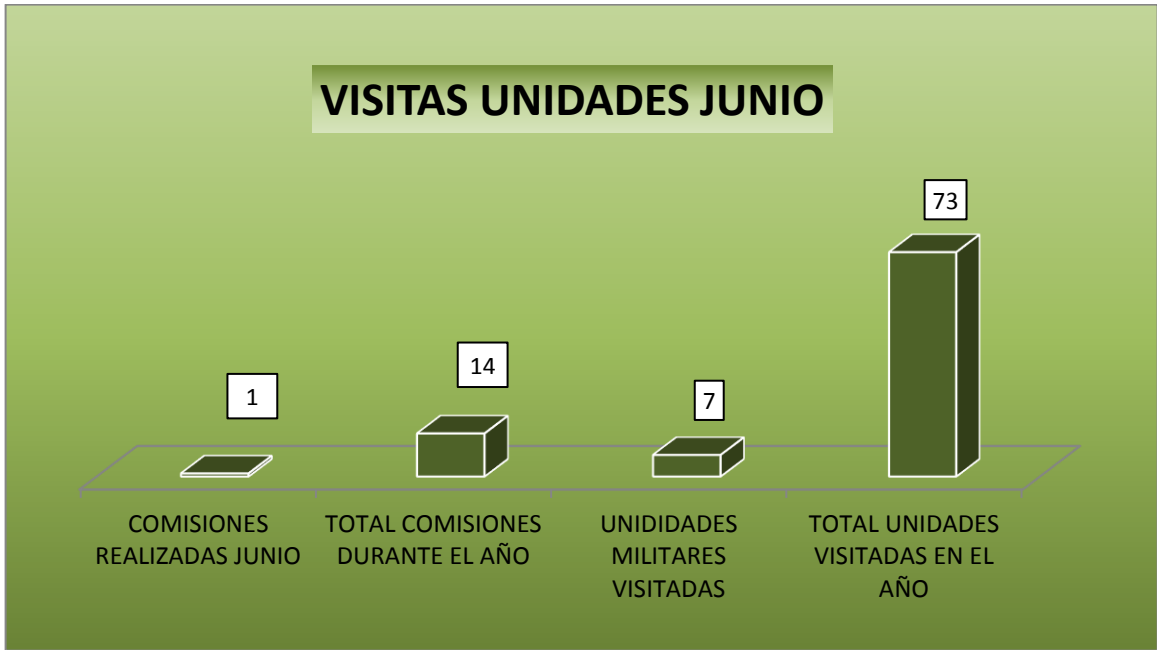 VISITAS UNIDADES JUNIO
1
14
7
73
COMISIONES
REALIZADAS JUNIO
TOTAL COMISIONES
DURANTE EL AÑO
UNIDIDADES
MILITARES
VISITADAS
TOTAL UNIDADES
VISITADAS EN EL
AÑO